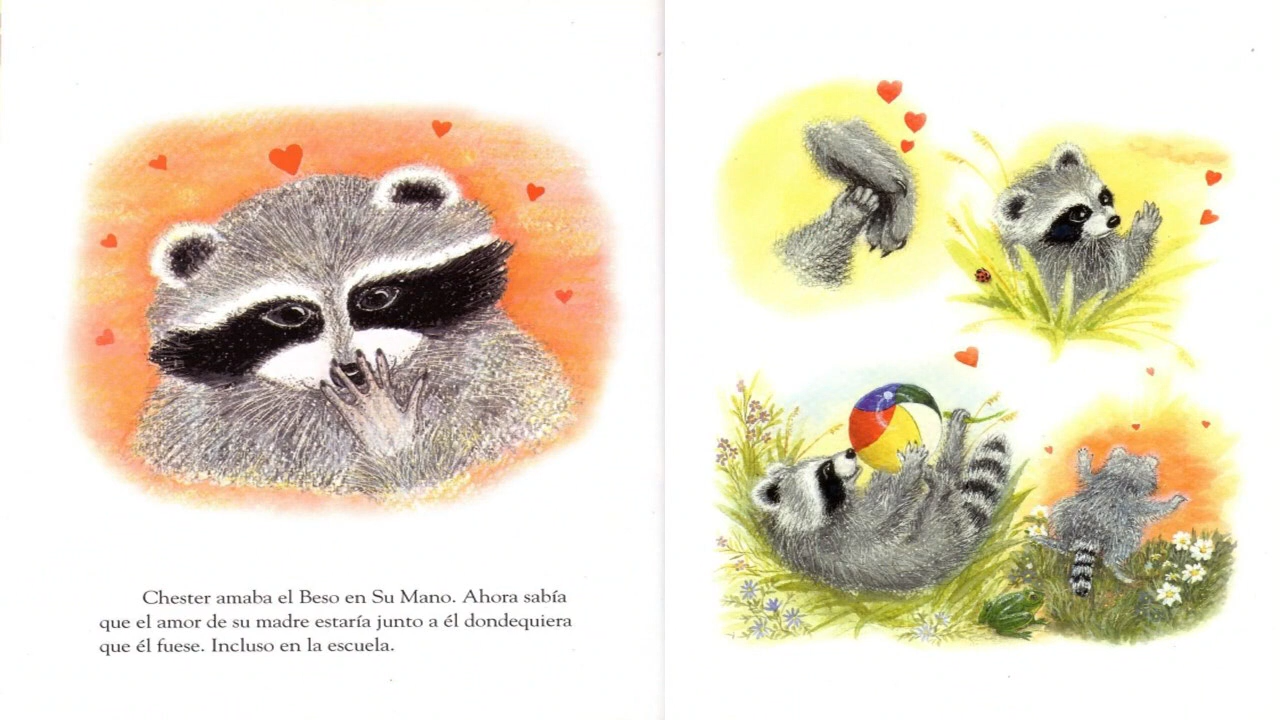 Chester amaba el Beso en Su Mano. Ahora sabía
que el amor de su madre estaría junto a él dondequiera
que él fuese. Incluso en la escuela.